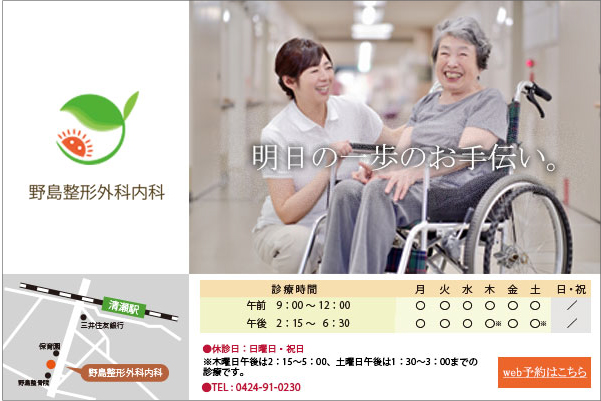 明日の一歩のお手伝い。
野島整形外科内科
清瀬駅
三井住友銀行
保育園
野島整形外科内科
野島整骨院
診療時間 月 火 水 木 金 土 日・祝
午前 9：00 〜 12：00 ○ ○ ○ ○ ○ ○ ／
午後 2：15 〜 6：30 ○ ○ ○ ○※ ○ ○※ ／
●休診日：日曜日・祝日
※木曜日午後は2：15〜5：00、土曜日午後は1：30〜3：00までの
診療です。
●TEL : 0424-91-0230
web予約はこちら